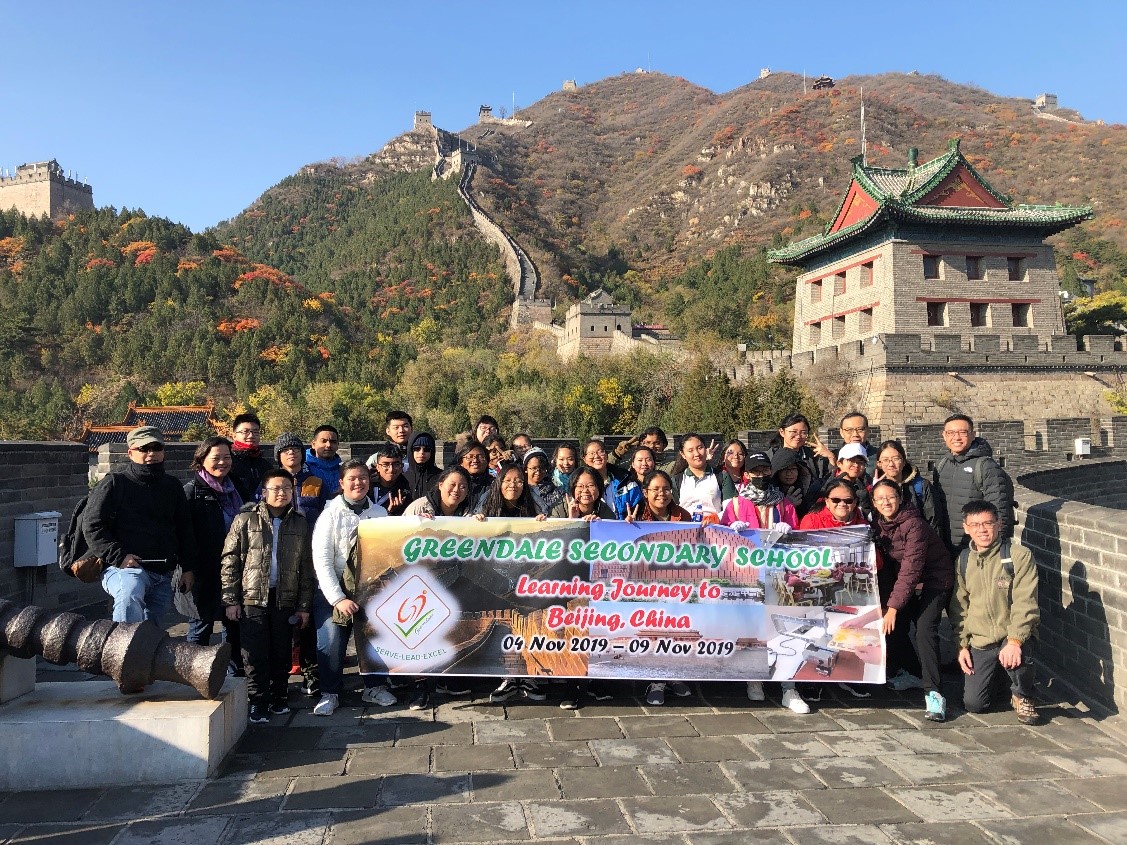 GREENDALE SECONDARY SCHOOL
Learning Journey to
Beijing, China
04 Nov 2019 – 09 Nov 2019
SERVE-LEAD-EXCEL